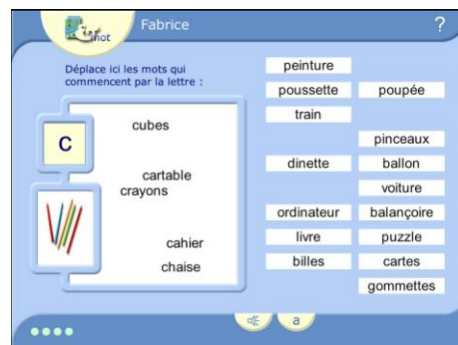 mot
Fabrice
?
Déplace ici les mots qui
commencent par la lettre :
C
cubes
cartable
crayons
cahier
chaise
peinture
poussette
poupée
train
pinceaux
dinette
ballon
voiture
ordinateur
balançoire
livre
puzzle
billes
cartes
gommettes
a